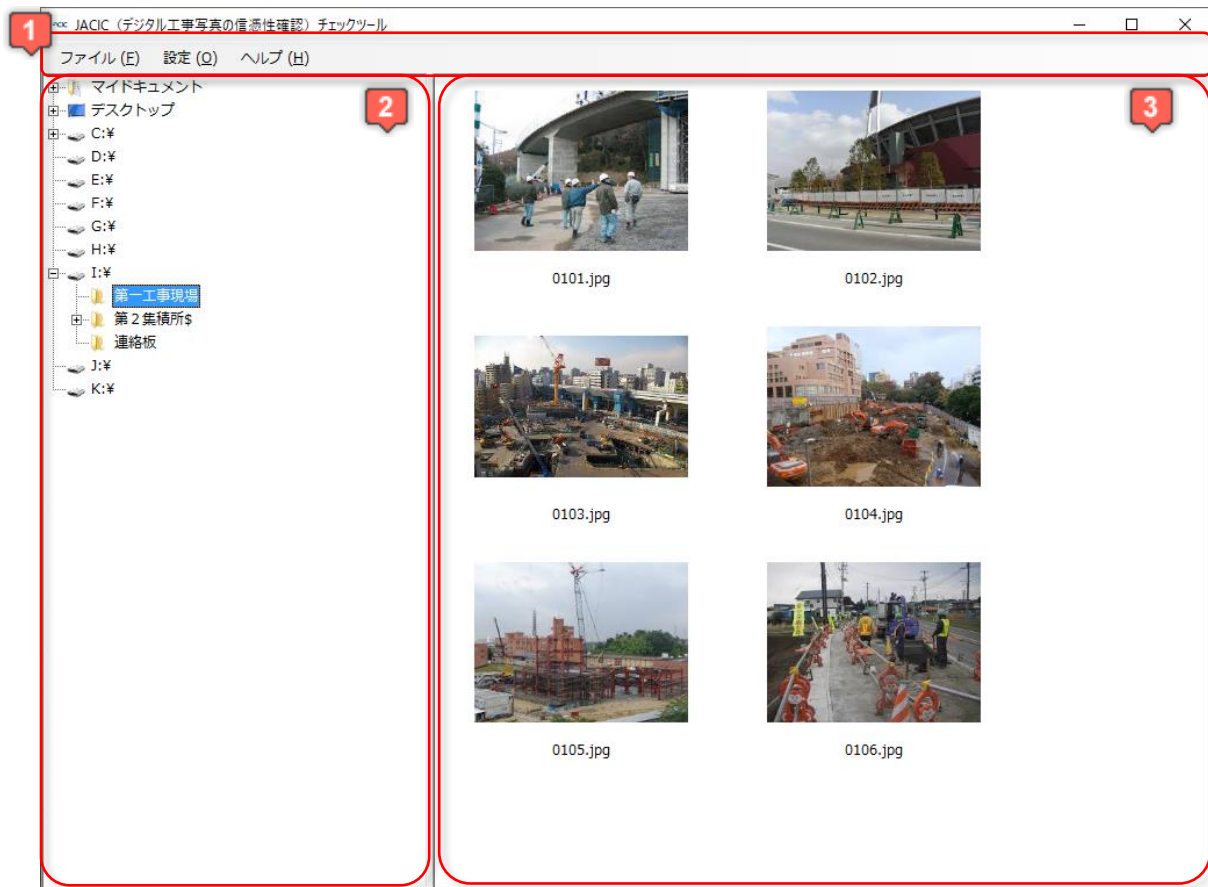 1
JACIC（デジタル工事写真の信憑性確認）チェックツール
ファイル (F) 設定 (O) ヘルプ (H)
2
3
マイドキュメント
デスクトップ
C:¥
D:¥
E:¥
F:¥
G:¥
H:¥
I:¥
第一工事現場
第２集積所$
連絡板
J:¥
K:¥
0101.jpg
0102.jpg
0103.jpg
0104.jpg
0105.jpg
0106.jpg